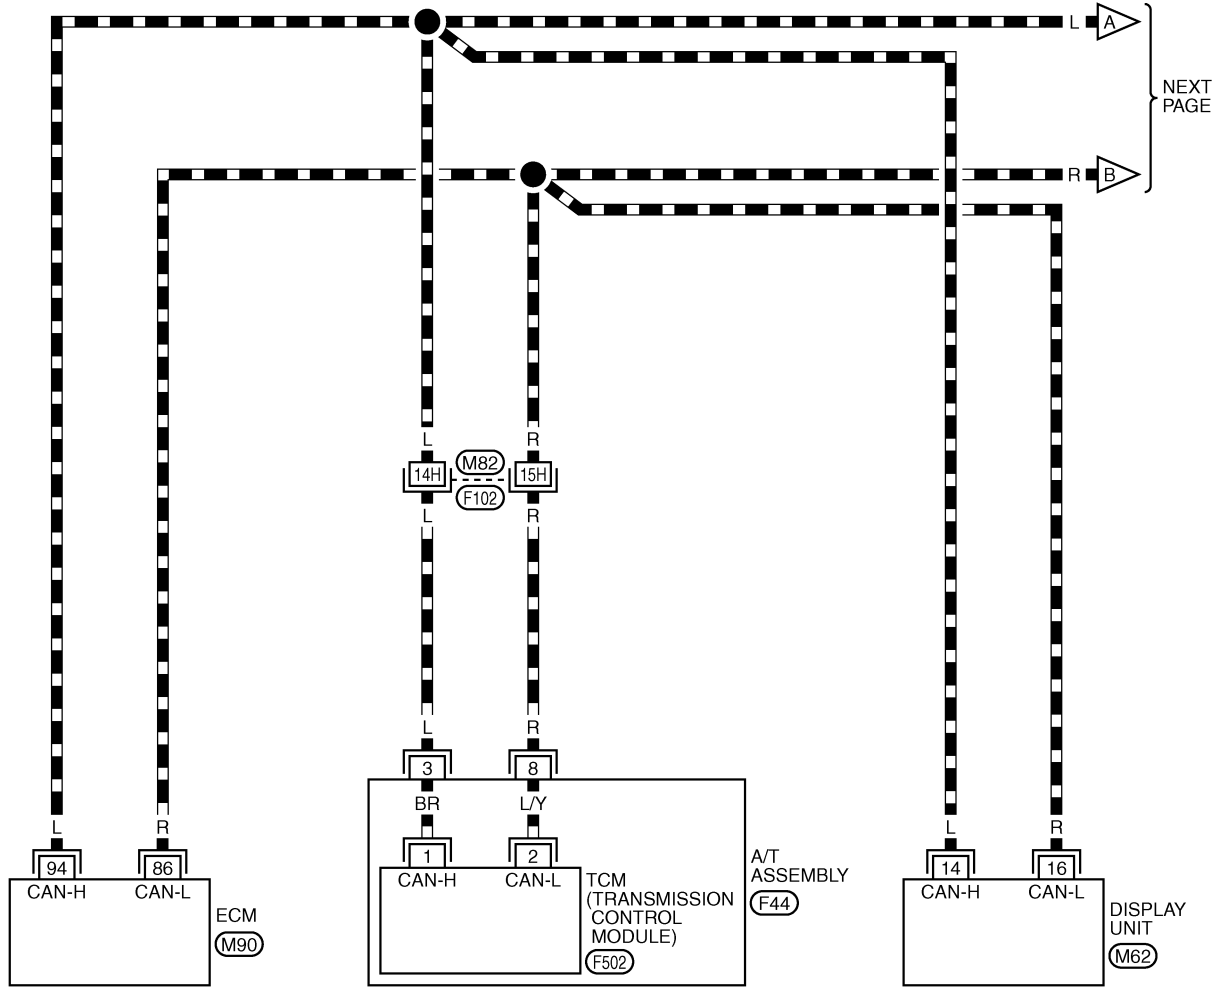 L
A
NEXT
PAGE
R
B
L
R
14H
M82
15H
F102
L
R
L
R
3
8
BR
L/Y
L
R
L
R
94
86
1
2
14
16
CAN-H
CAN-L
CAN-H
CAN-L
CAN-H
CAN-L
ECM
M90
TCM
(TRANSMISSION
CONTROL
MODULE)
F502
A/T
ASSEMBLY
F44
DISPLAY
UNIT
M62